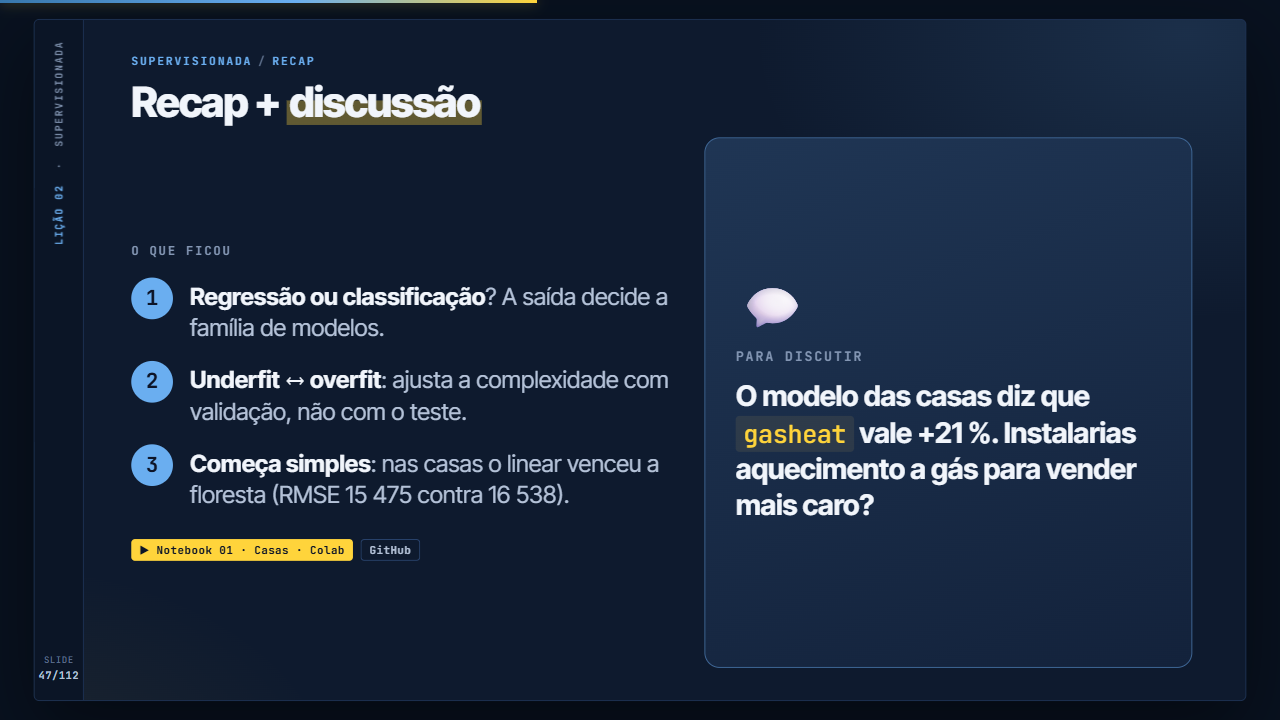 LIÇÃO 02 · SUPERVISIONADA
SUPERVISIONADA / RECAP
Recap + discussão
O QUE FICOU
1 Regressão ou classificação? A saída decide a
família de modelos.
2 Underfit ↔ overfit: ajusta a complexidade com
validação, não com o teste.
3 Começa simples: nas casas o linear venceu a
floresta (RMSE 15 475 contra 16 538).
▶ Notebook 01 · Casas · Colab GitHub
PARA DISCUTIR
O modelo das casas diz que
gasheat vale +21 %. Instalarias
aquecimento a gás para vender
mais caro?
SLIDE
47/112